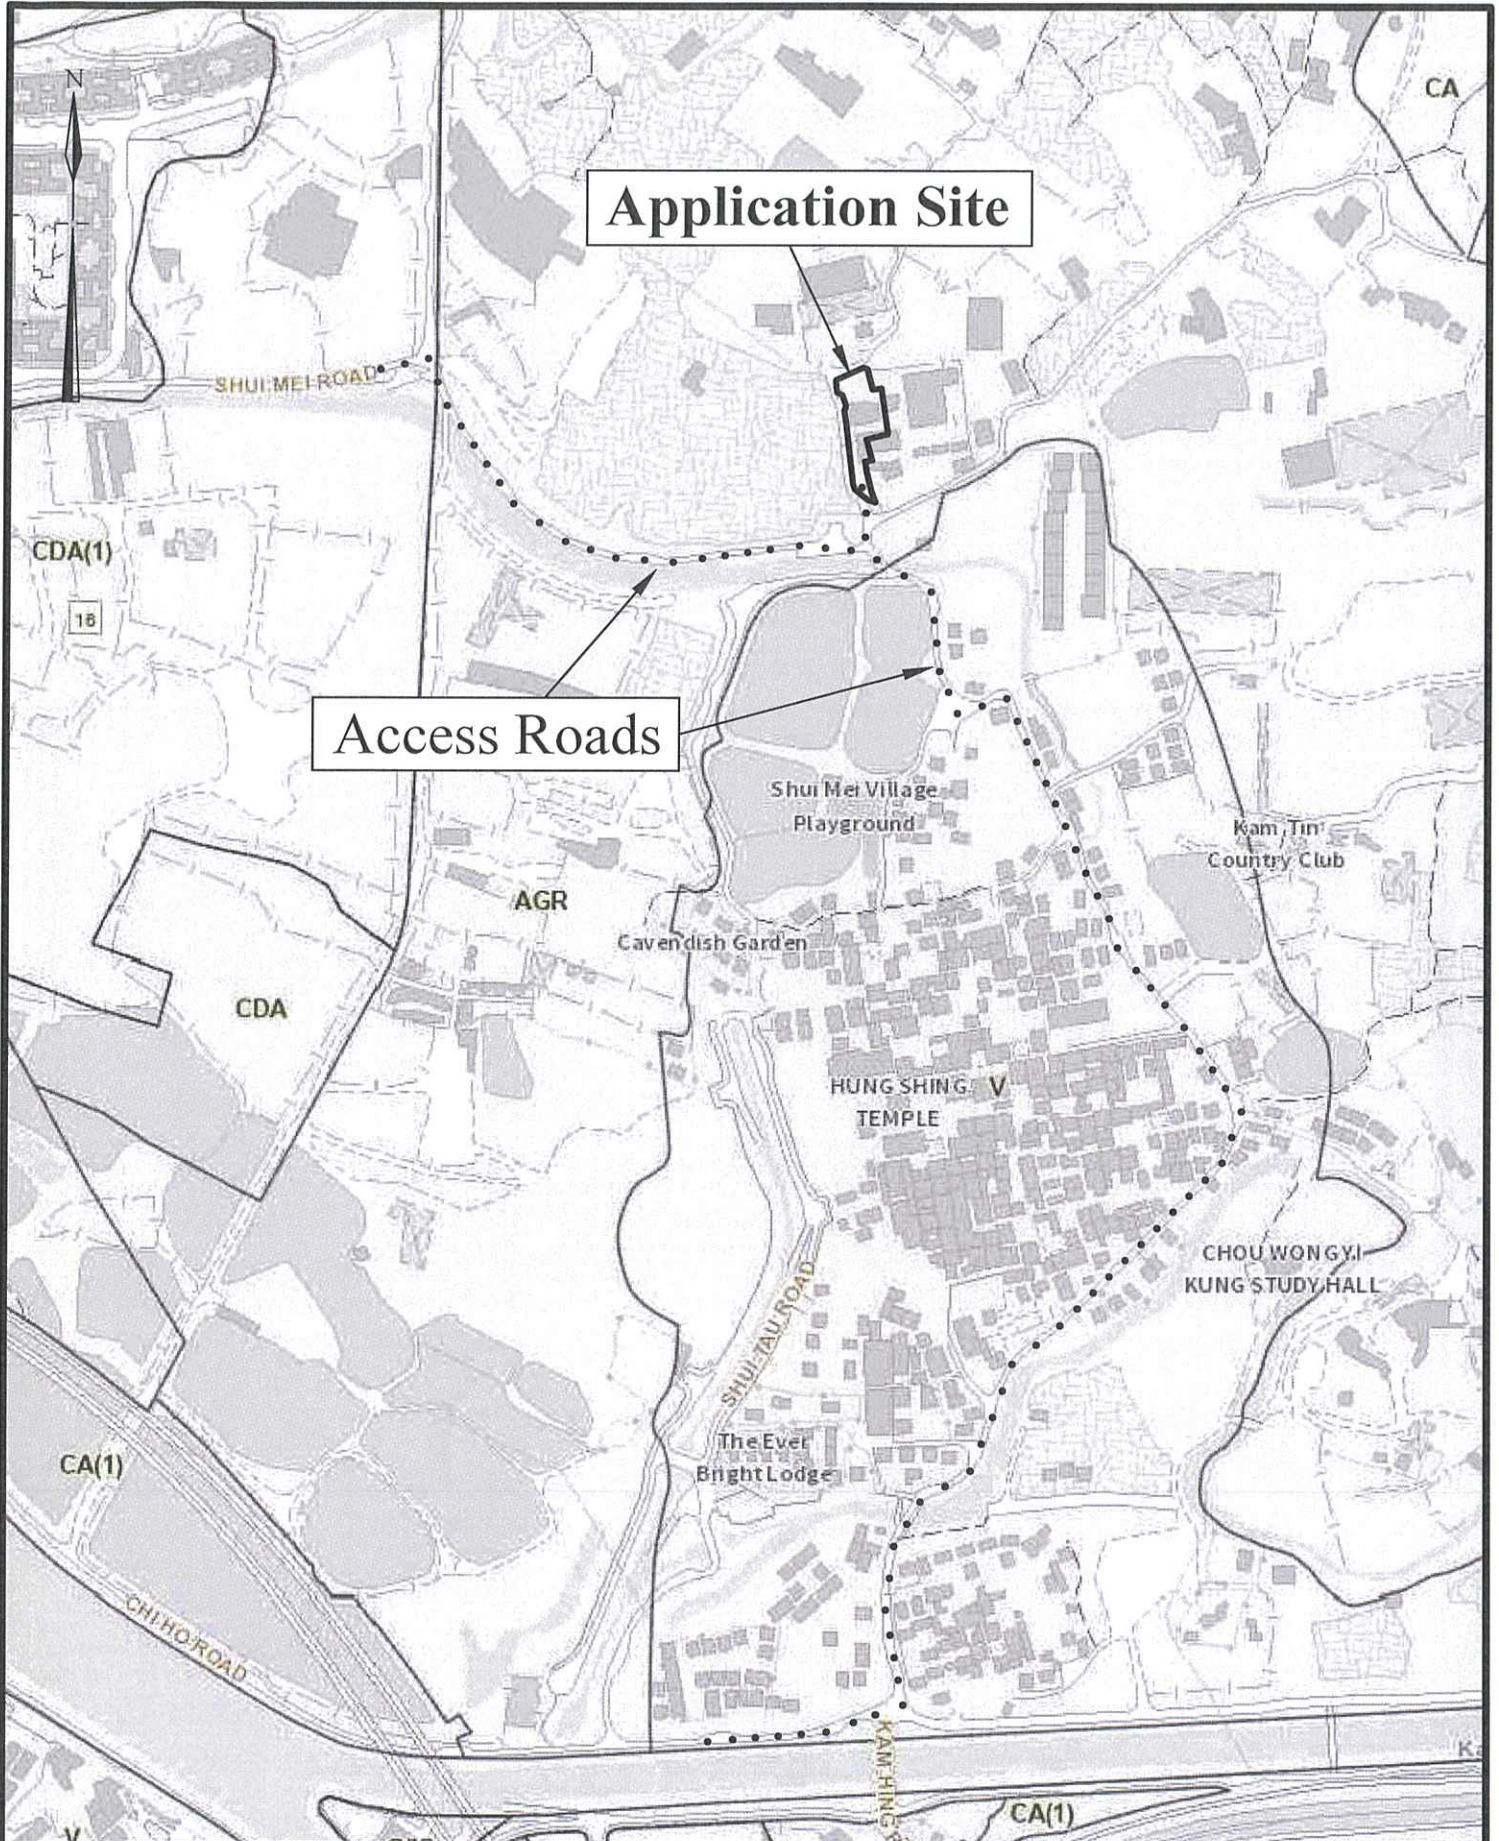 N
CA
Application Site
SHUI MEI ROAD
CDA(1)
16
Access Roads
Shui Mei Village
Playground
Kam Tin
Country Club
AGR
Cavendish Garden
CDA
HUNG SHING
TEMPLE
V
CHOU WONG YI
KUNG STUDY HALL
SHUI TAU ROAD
The Ever
Bright Lodge
CA(1)
CHI HO ROAD
KAM HING
CA(1)
V